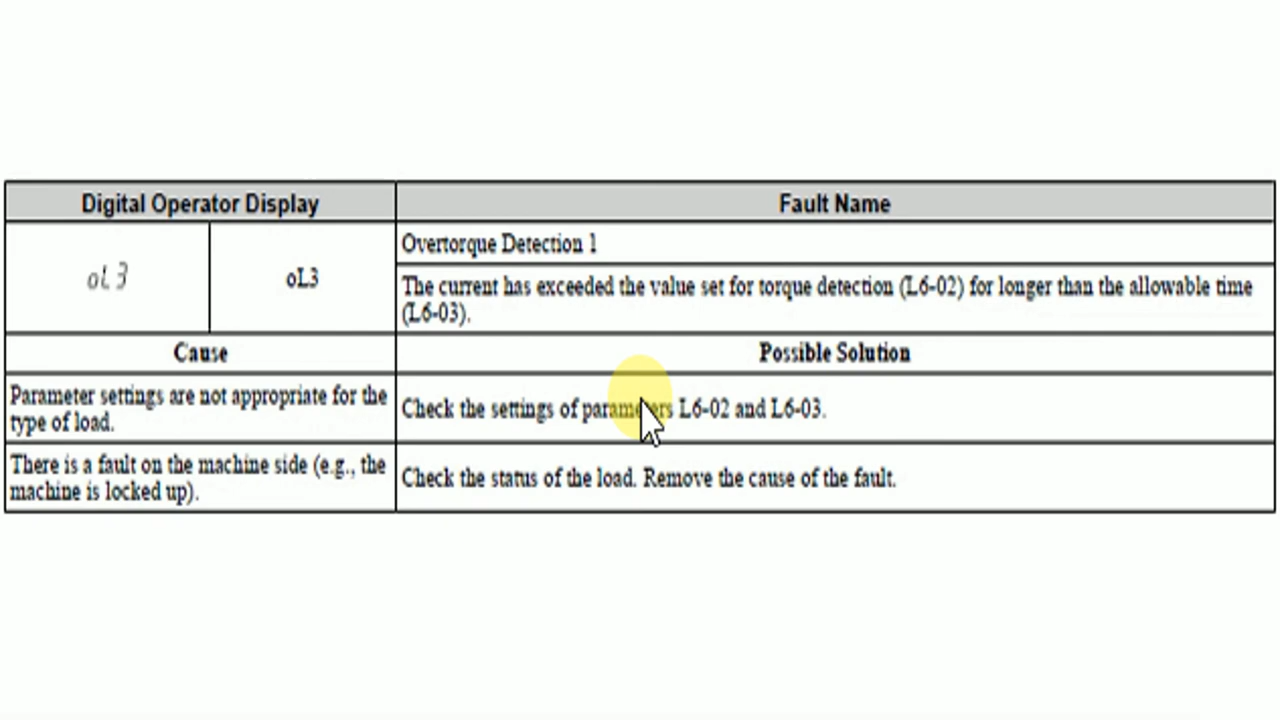 Digital Operator Display
Fault Name
oL3
oL3
Overtorque Detection 1
The current has exceeded the value set for torque detection (L6-02) for longer than the allowable time
(L6-03).
Cause
Possible Solution
Parameter settings are not appropriate for the
type of load.
Check the settings of parameters L6-02 and L6-03.
There is a fault on the machine side (e.g., the
machine is locked up).
Check the status of the load. Remove the cause of the fault.